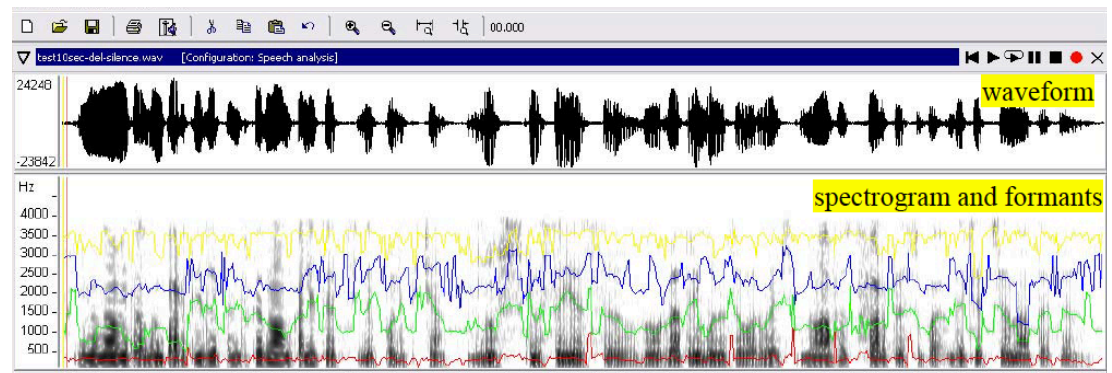 00.000
test10sec-del-silence.wav [Configuration: Speech analysis]
24248
waveform
-23842
Hz
spectrogram and formants
4000
3500
3000
2500
2000
1500
1000
500